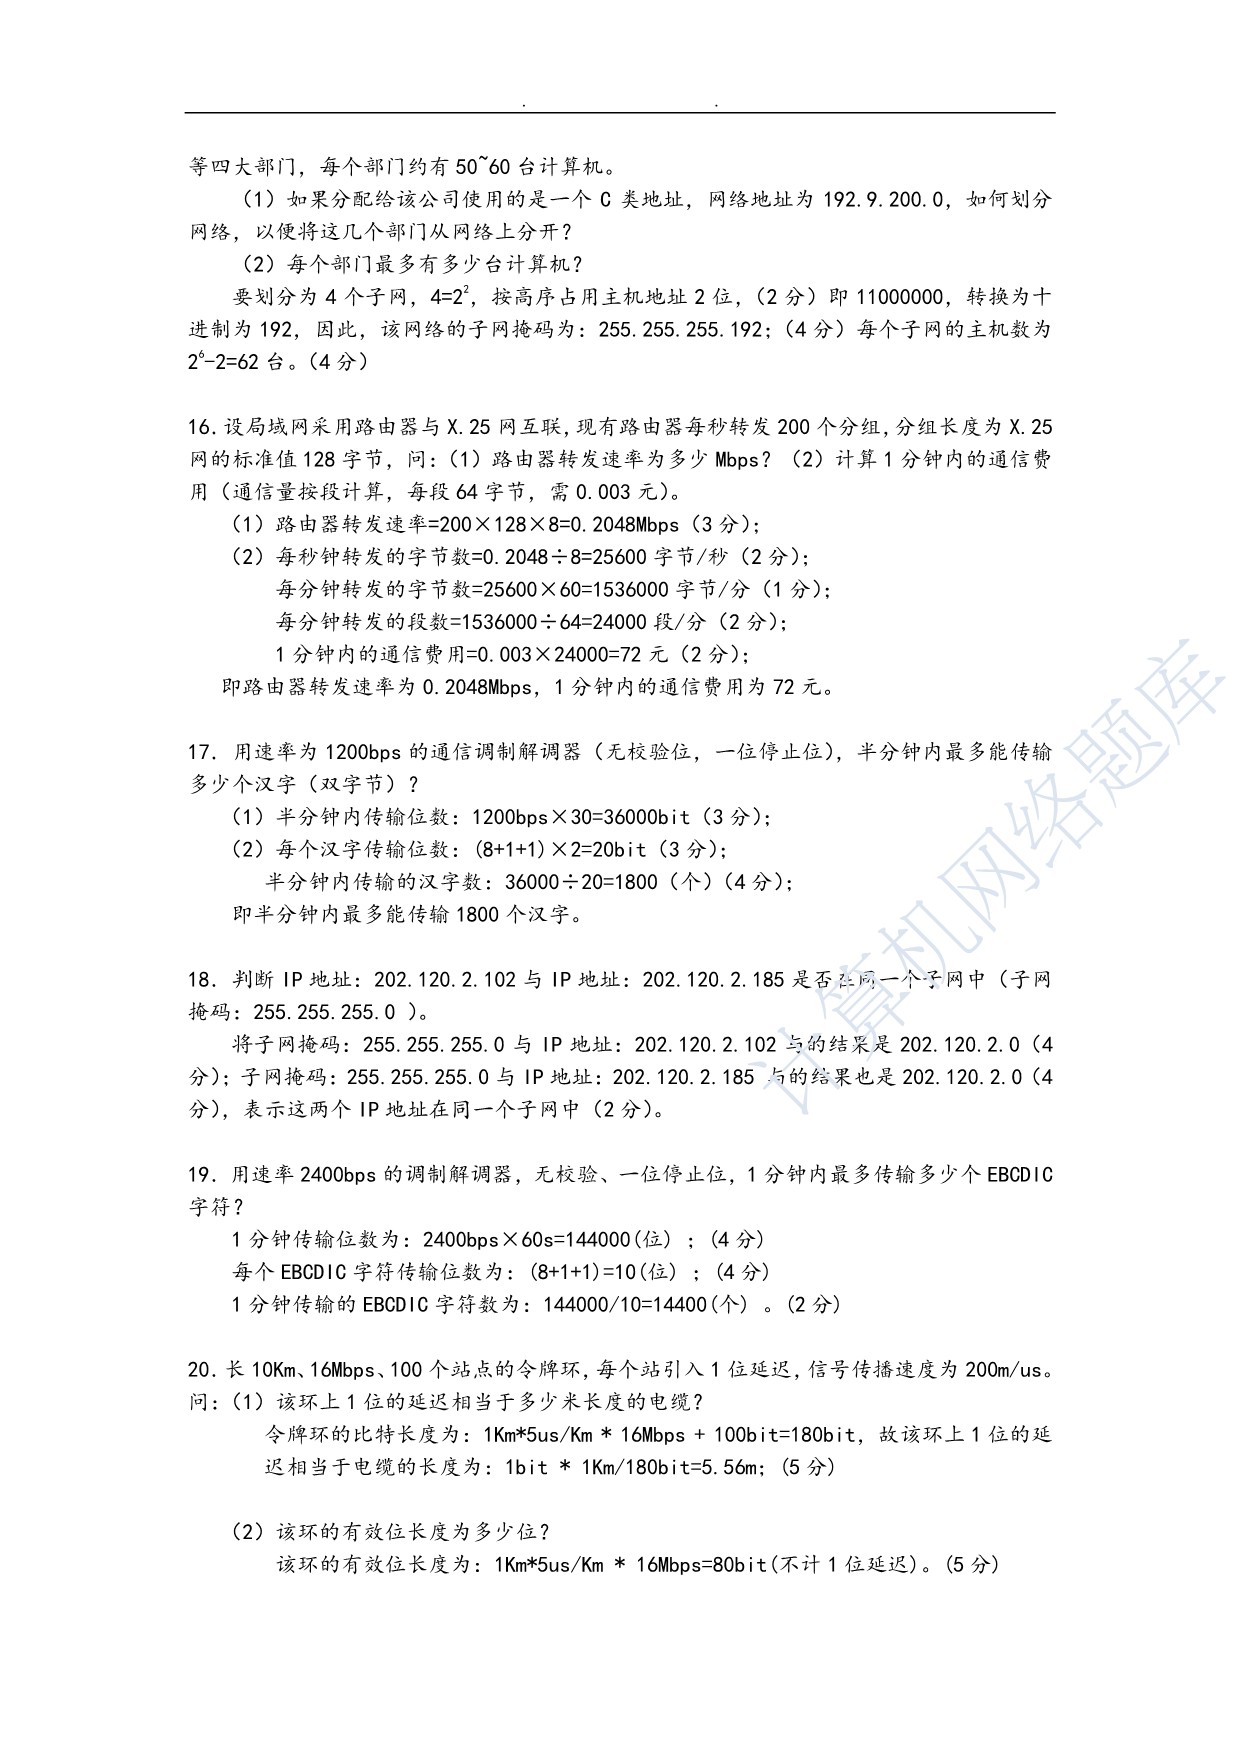 等四大部门，每个部门约有 50~60 台计算机。
（1）如果分配给该公司使用的是一个 C 类地址，网络地址为 192.9.200.0，如何划分
网络，以便将这几个部门从网络上分开？
（2）每个部门最多有多少台计算机？
要划分为 4 个子网，4=2²，按高序占用主机地址 2 位，（2 分）即 11000000，转换为十
进制为 192，因此，该网络的子网掩码为：255.255.255.192；（4 分）每个子网的主机数为
2⁶-2=62 台。（4 分）
16.设局域网采用路由器与 X.25 网互联,现有路由器每秒转发 200 个分组,分组长度为 X.25
网的标准值 128 字节，问：（1）路由器转发速率为多少 Mbps？（2）计算 1 分钟内的通信费
用（通信量按段计算，每段 64 字节，需 0.003 元）。
（1）路由器转发速率=200×128×8=0.2048Mbps（3 分）；
（2）每秒钟转发的字节数=0.2048÷8=25600 字节/秒（2 分）；
每分钟转发的字节数=25600×60=1536000 字节/分（1 分）；
每分钟转发的段数=1536000÷64=24000 段/分（2 分）；
1 分钟内的通信费用=0.003×24000=72 元（2 分）；
即路由器转发速率为 0.2048Mbps，1 分钟内的通信费用为 72 元。
17. 用速率为 1200bps 的通信调制解调器（无校验位，一位停止位），半分钟内最多能传输
多少个汉字（双字节）？
（1）半分钟内传输位数：1200bps×30=36000bit（3 分）；
（2）每个汉字传输位数：(8+1+1)×2=20bit（3 分）；
半分钟内传输的汉字数：36000÷20=1800（个）（4 分）；
即半分钟内最多能传输 1800 个汉字。
18. 判断 IP 地址：202.120.2.102 与 IP 地址：202.120.2.185 是否在同一个子网中（子网
掩码：255.255.255.0 ）。
将子网掩码：255.255.255.0 与 IP 地址：202.120.2.102 与的结果是 202.120.2.0（4
分）；子网掩码：255.255.255.0 与 IP 地址：202.120.2.185 与的结果也是 202.120.2.0（4
分），表示这两个 IP 地址在同一个子网中（2 分）。
19. 用速率 2400bps 的调制解调器，无校验、一位停止位，1 分钟内最多传输多少个 EBCDIC
字符？
1 分钟传输位数为：2400bps×60s=144000(位) ；(4 分)
每个 EBCDIC 字符传输位数为：(8+1+1)=10(位) ；(4 分)
1 分钟传输的 EBCDIC 字符数为：144000/10=14400(个) 。(2 分)
20.长 10Km、16Mbps、100 个站点的令牌环,每个站引入 1 位延迟,信号传播速度为 200m/us。
问：（1）该环上 1 位的延迟相当于多少米长度的电缆？
令牌环的比特长度为：1Km*5us/Km * 16Mbps + 100bit=180bit，故该环上 1 位的延
迟相当于电缆的长度为：1bit * 1Km/180bit=5.56m；(5 分)
（2）该环的有效位长度为多少位？
该环的有效位长度为：1Km*5us/Km * 16Mbps=80bit(不计 1 位延迟)。(5 分)
计算机网络题库